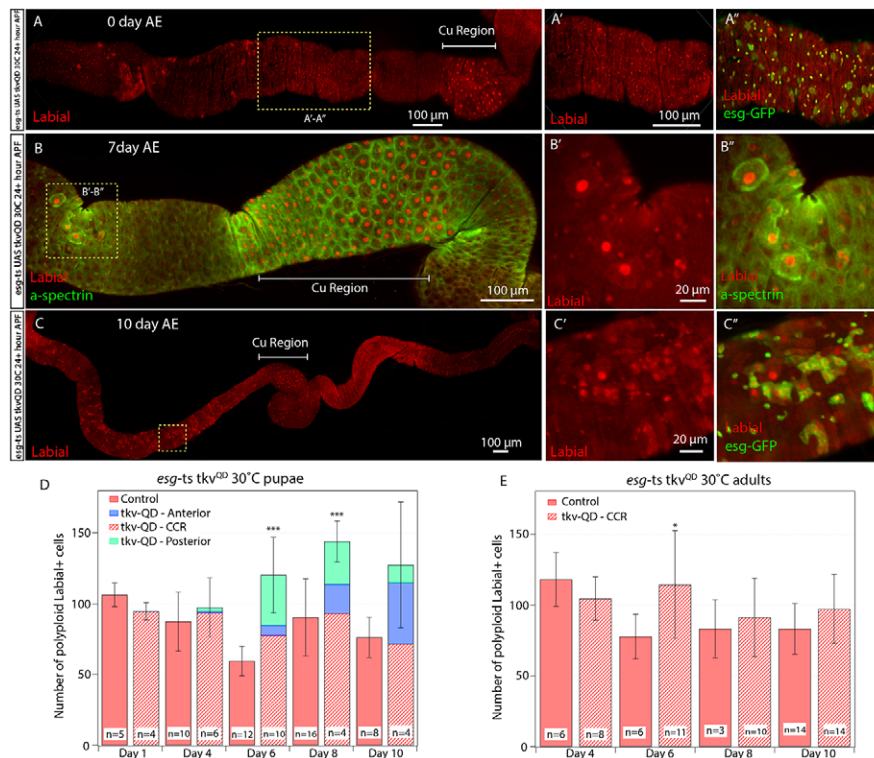 esg-ts UAS tkvQD 30C 24+ hour APF
A
0 day AE
Cu Region
A'
A"
Labial
100 µm
A'-A"
100 µm
Labial
esg-GFP
esg-ts UAS tkvQD 30C 24+ hour APF
B
7day AE
B'-B"
B'
B"
Labial
a-spectrin
Cu Region
100 µm
Labial
20 µm
Labial
a-spectrin
esg-ts UAS tkvQD 30C 24+ hour APF
C
10 day AE
Cu Region
C'
C"
Labial
100 µm
Labial
20 µm
Labial
esg-GFP
D
esg-ts tkvQD 30˚C pupae
Control
tkv-QD - Anterior
tkv-QD - CCR
tkv-QD - Posterior
***
***
Number of polyploid Labial+ cells
150
100
50
0
n=5
n=4
n=10
n=6
n=12
n=10
n=16
n=4
n=8
n=4
Day 1
Day 4
Day 6
Day 8
Day 10
E
esg-ts tkvQD 30˚C adults
Control
tkv-QD - CCR
*
Number of polyploid Labial+ cells
150
100
50
0
n=6
n=8
n=6
n=11
n=3
n=10
n=14
n=14
Day 4
Day 6
Day 8
Day 10